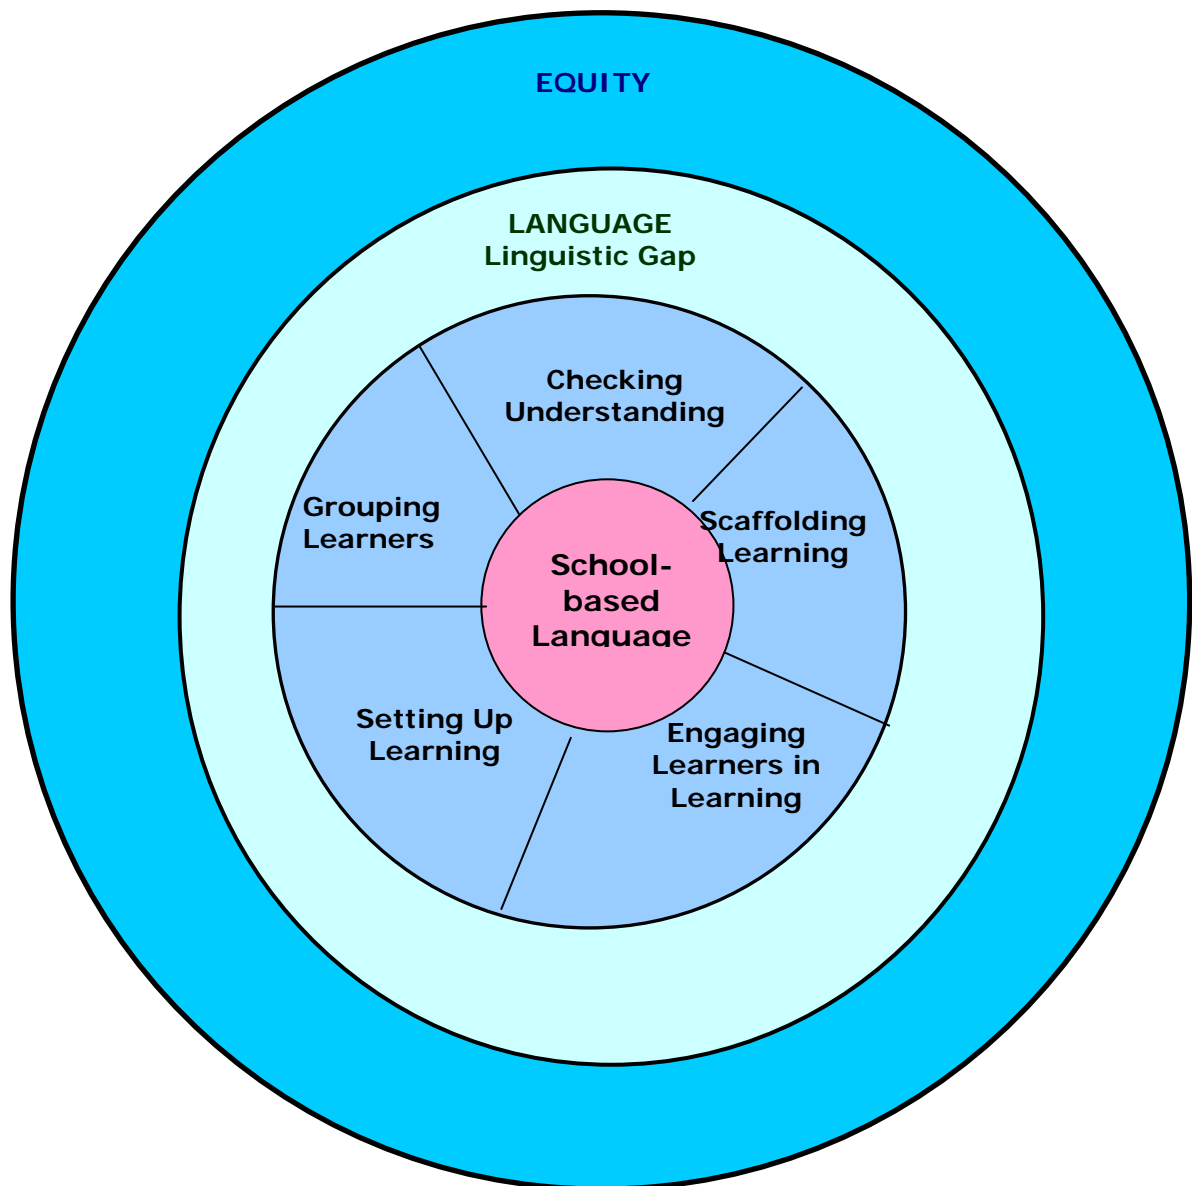 EQUITY
LANGUAGE
Linguistic Gap
Checking
Understanding
Grouping
Learners
Scaffolding
Learning
School-
based
Language
Setting Up
Learning
Engaging
Learners in
Learning